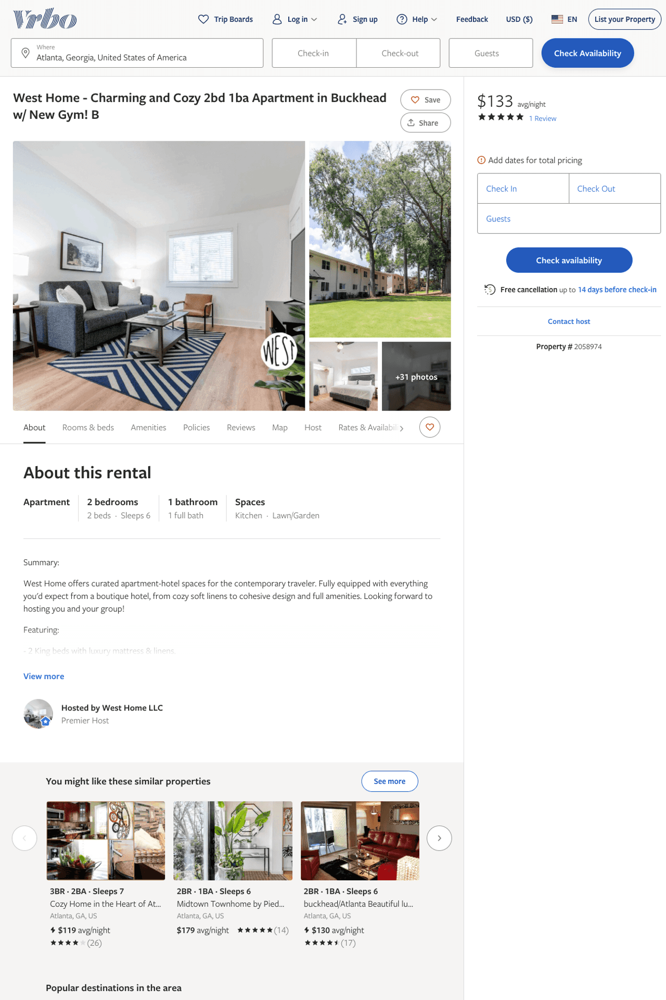 Vrbo
Trip Boards
Log in
Sign up
Help
Feedback
USD ($)
EN
List your Property
Where
Atlanta, Georgia, United States of America
Check-in
Check-out
Guests
Check Availability
West Home - Charming and Cozy 2bd 1ba Apartment in Buckhead
w/ New Gym! B
Save
Share
$133 avg/night
1 Review
Add dates for total pricing
Check In
Check Out
Guests
Check availability
Free cancellation up to 14 days before check-in
Contact host
Property # 2058974
WEST
+31 photos
About
Rooms & beds
Amenities
Policies
Reviews
Map
Host
Rates & Availabili
About this rental
Apartment
2 bedrooms
2 beds · Sleeps 6
1 bathroom
1 full bath
Spaces
Kitchen · Lawn/Garden
Summary:
West Home offers curated apartment-hotel spaces for the contemporary traveler. Fully equipped with everything
you'd expect from a boutique hotel, from cozy soft linens to cohesive design and full amenities. Looking forward to
hosting you and your group!
Featuring:
- 2 King beds with luxury mattress & linens.
View more
Hosted by West Home LLC
Premier Host
You might like these similar properties
See more
3BR · 2BA · Sleeps 7
Cozy Home in the Heart of At...
Atlanta, GA, US
$119 avg/night
(26)
2BR · 1BA · Sleeps 6
Midtown Townhome by Pied...
Atlanta, GA, US
$179 avg/night
(14)
2BR · 1BA · Sleeps 6
buckhead/Atlanta Beautiful lu...
Atlanta, GA, US
$130 avg/night
(17)
Popular destinations in the area